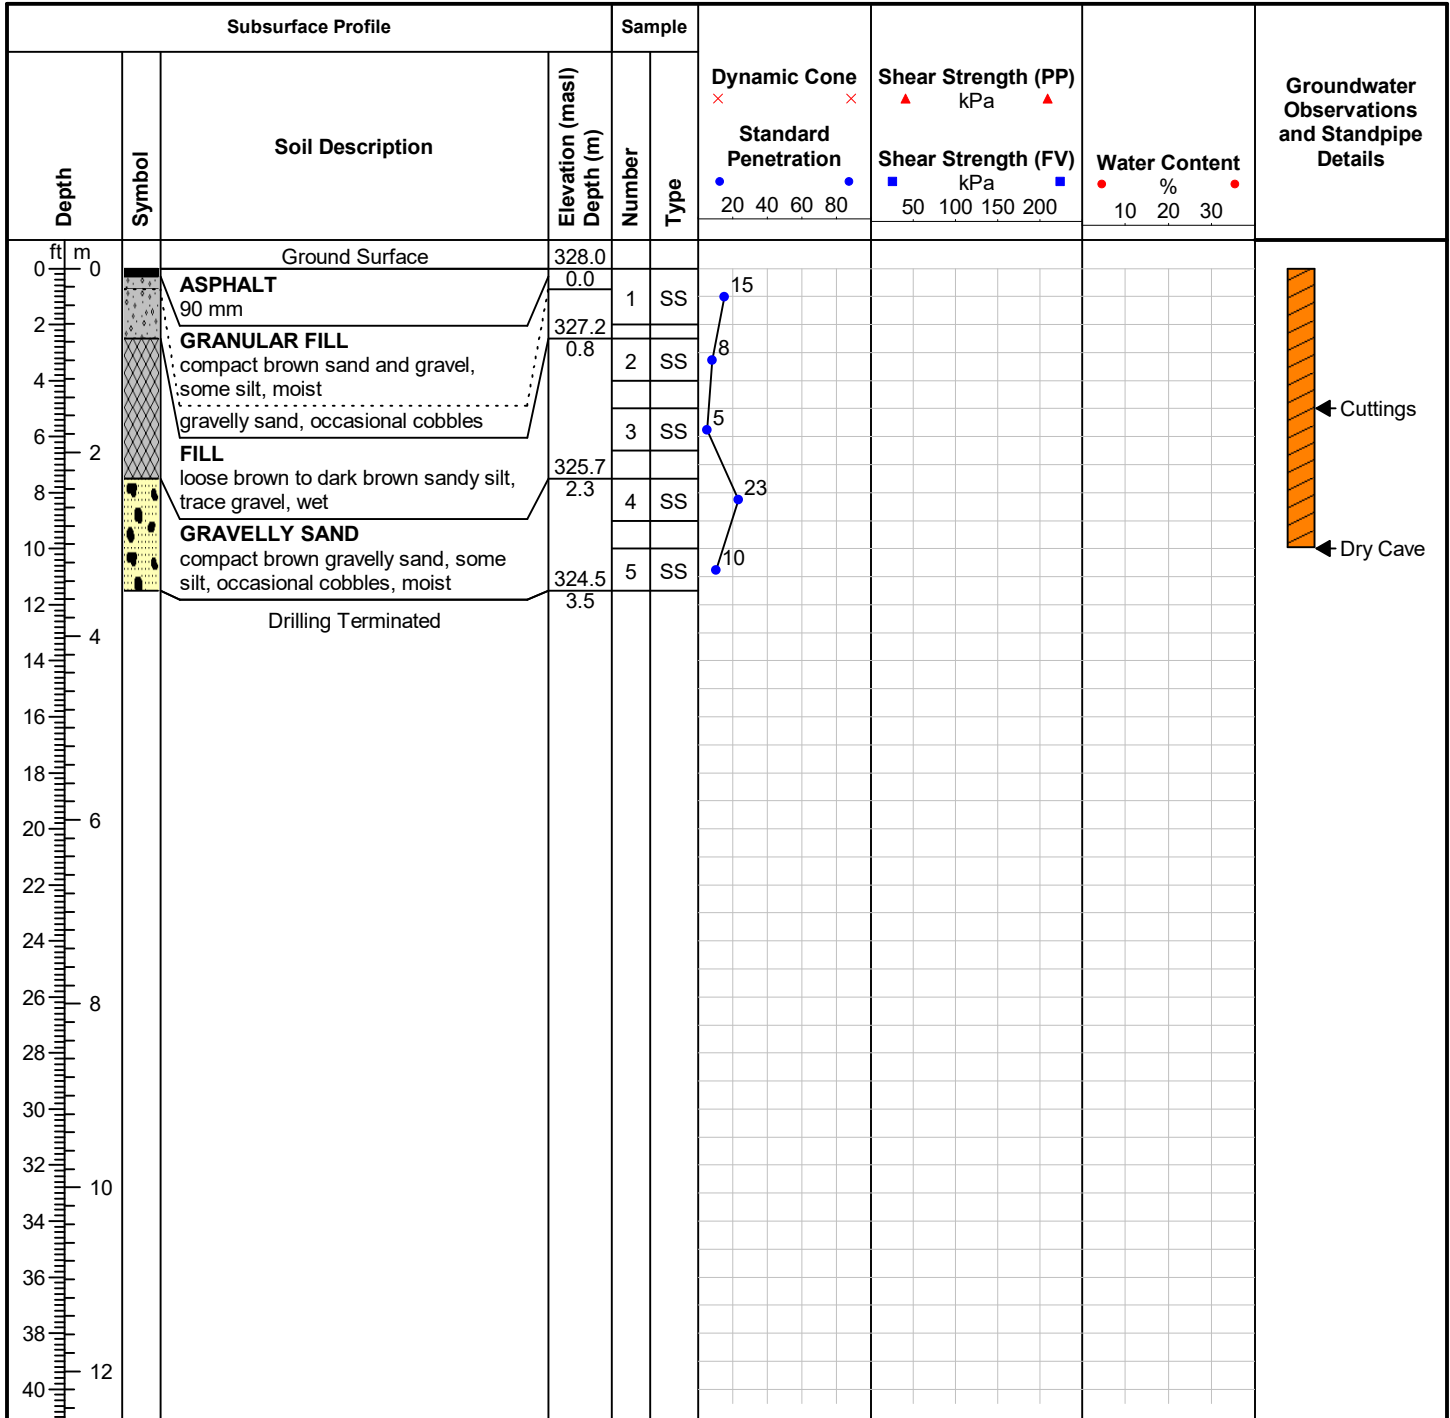 Subsurface Profile
Sample
Depth
Symbol
Soil Description
Elevation (masl)
Depth (m)
Number
Type
Dynamic Cone
Standard
Penetration
20 40 60 80
Shear Strength (PP)
kPa
Shear Strength (FV)
kPa
50 100 150 200
Water Content
%
10 20 30
Groundwater
Observations
and Standpipe
Details
ft m
Ground Surface
328.0
0 0
0.0
ASPHALT
90 mm
1 SS
15
2
327.2
GRANULAR FILL
0.8
compact brown sand and gravel,
some silt, moist
2 SS
8
4
gravelly sand, occasional cobbles
Cuttings
3 SS
5
6
2
FILL
loose brown to dark brown sandy silt,
trace gravel, wet
325.7
2.3
8
4 SS
23
GRAVELLY SAND
compact brown gravelly sand, some
silt, occasional cobbles, moist
10
Dry Cave
5 SS
10
324.5
3.5
12
Drilling Terminated
4
14
16
18
6
20
22
24
26
8
28
30
32
10
34
36
38
12
40